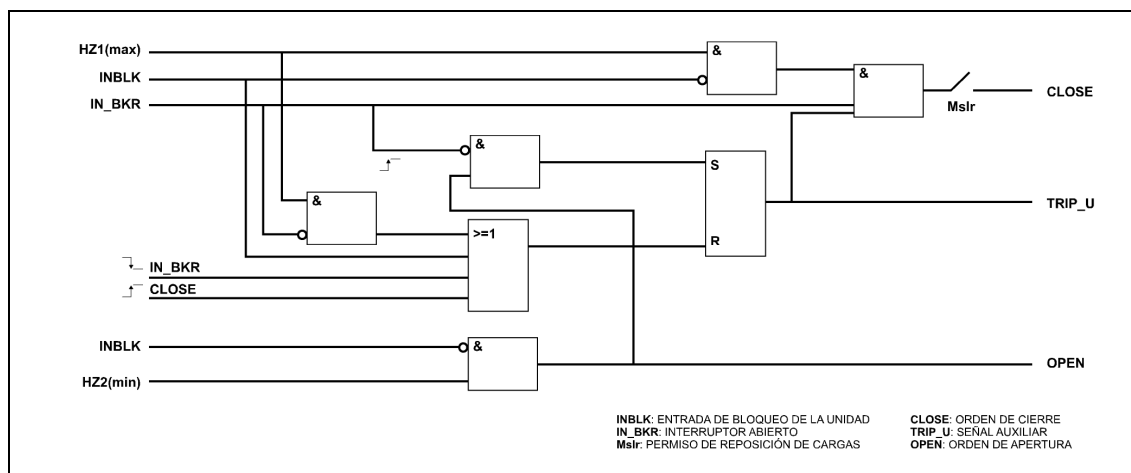 HZ1(max)
INBLK
IN_BKR
&
&
CLOSE
Mslr
&
S
R
TRIP_U
&
>=1
IN_BKR
CLOSE
INBLK
HZ2(min)
&
OPEN
INBLK: ENTRADA DE BLOQUEO DE LA UNIDAD
IN_BKR: INTERRUPTOR ABIERTO
Mslr: PERMISO DE REPOSICIÓN DE CARGAS
CLOSE: ORDEN DE CIERRE
TRIP_U: SEÑAL AUXILIAR
OPEN: ORDEN DE APERTURA